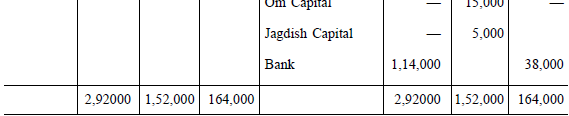 Om Capital — 15,000 —
Jagdish Capital — 5,000
Bank 1,14,000 38,000
2,92000 1,52,000 164,000 2,92000 1,52,000 164,000